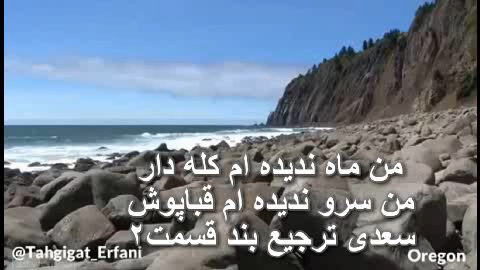 من ماه ندیده ام کله دار
من سرو ندیده ام قباپوش
سعدی ترجیع بند قسمت۲
@Tahgigat_Erfani
Oregon